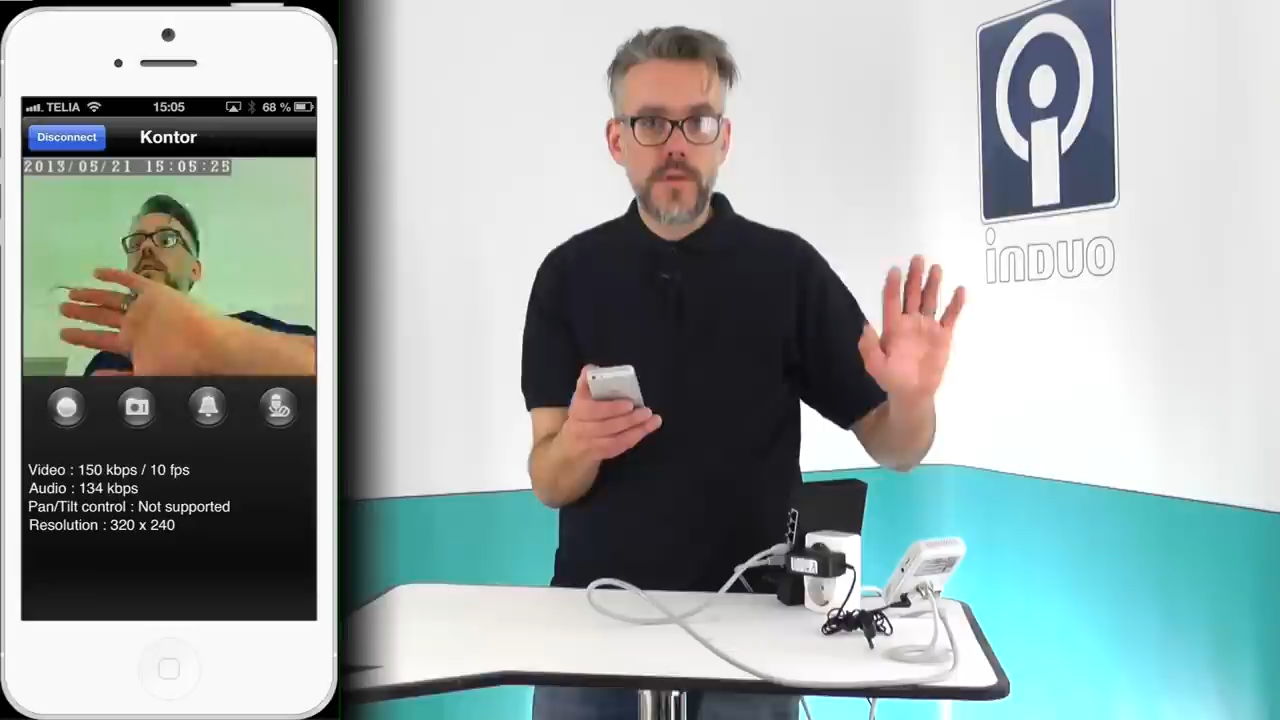 TELIA 15:05 68 %
Disconnect Kontor
2013/05/21 15:05:25
Video : 150 kbps / 10 fps
Audio : 134 kbps
Pan/Tilt control : Not supported
Resolution : 320 x 240
inDUO